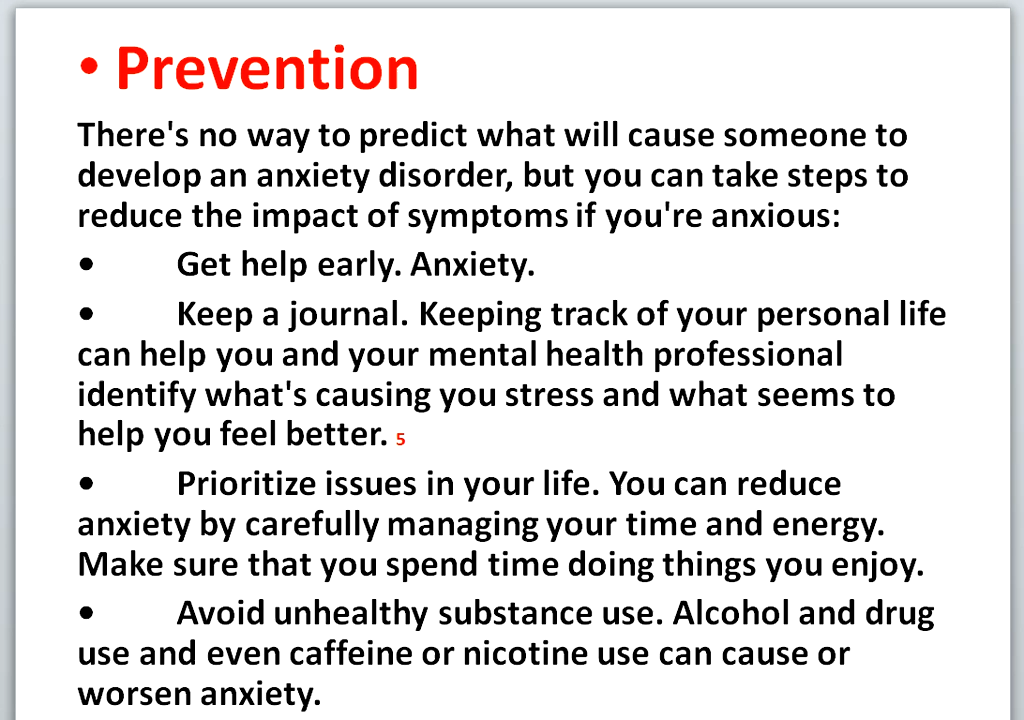 • Prevention
There's no way to predict what will cause someone to
develop an anxiety disorder, but you can take steps to
reduce the impact of symptoms if you're anxious:
• Get help early. Anxiety.
• Keep a journal. Keeping track of your personal life
can help you and your mental health professional
identify what's causing you stress and what seems to
help you feel better. 5
• Prioritize issues in your life. You can reduce
anxiety by carefully managing your time and energy.
Make sure that you spend time doing things you enjoy.
• Avoid unhealthy substance use. Alcohol and drug
use and even caffeine or nicotine use can cause or
worsen anxiety.